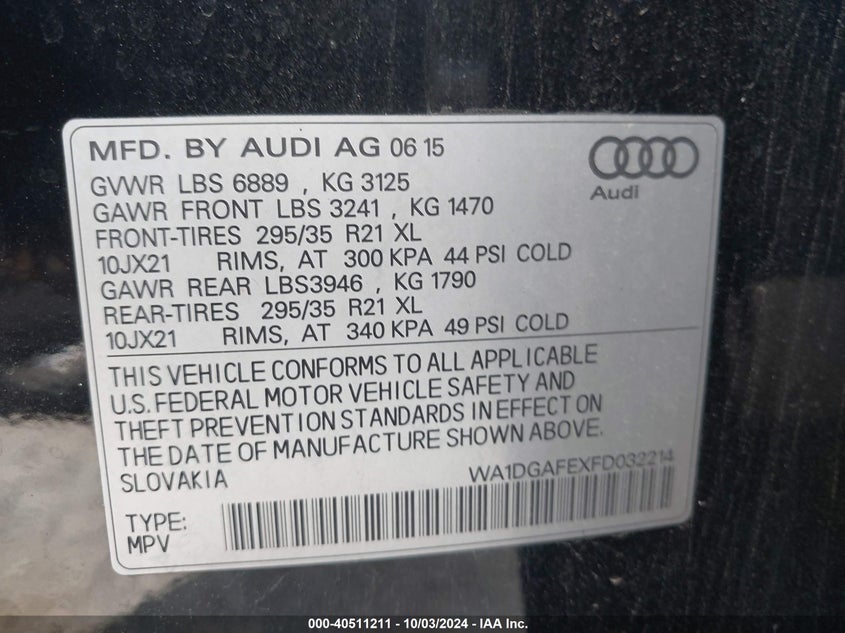 MFD. BY AUDI AG 06 15
Audi
GVWR LBS 6889 , KG 3125
GAWR FRONT LBS 3241 , KG 1470
FRONT-TIRES 295/35 R21 XL
10JX21 RIMS, AT 300 KPA 44 PSI COLD
GAWR REAR LBS3946 , KG 1790
REAR-TIRES 295/35 R21 XL
10JX21 RIMS, AT 340 KPA 49 PSI COLD
THIS VEHICLE CONFORMS TO ALL APPLICABLE
U.S. FEDERAL MOTOR VEHICLE SAFETY AND
THEFT PREVENTION STANDARDS IN EFFECT ON
THE DATE OF MANUFACTURE SHOWN ABOVE.
SLOVAKIA WA1DGAFEXFD032214
TYPE:
MPV
000-40511211 - 10/03/2024 - IAA Inc.